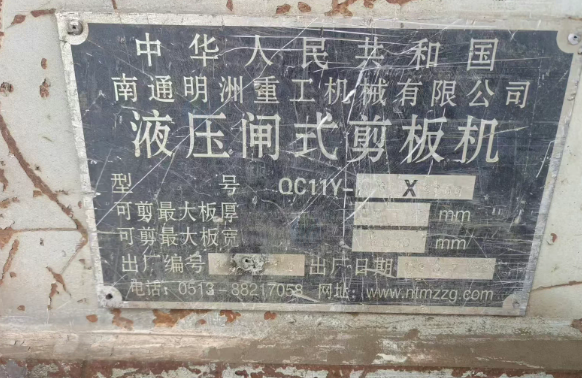 中华人民共和国
南通明洲重工机械有限公司
液压闸式剪板机
型 号 QC11Y- X
可剪最大板厚 mm
可剪最大板宽 mm
出厂编号 出厂日期
电话: 0513-88217058 网址: www.ntmzzg.com